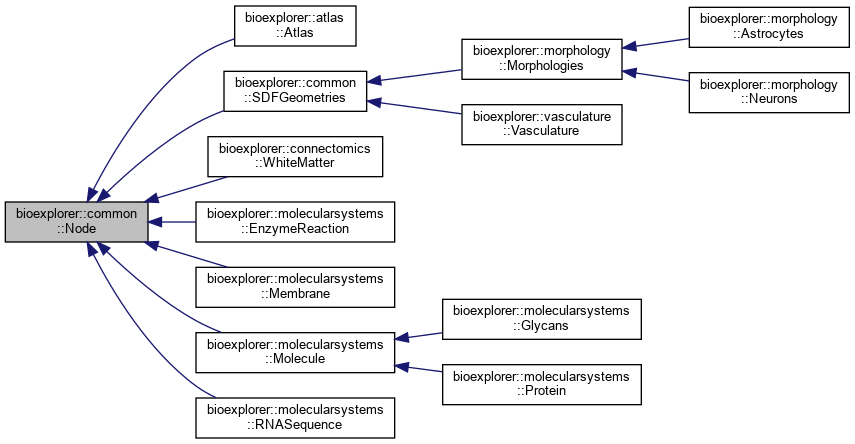 bioexplorer::common
::Node
bioexplorer::atlas
::Atlas
bioexplorer::common
::SDFGeometries
bioexplorer::connectomics
::WhiteMatter
bioexplorer::molecularsystems
::EnzymeReaction
bioexplorer::molecularsystems
::Membrane
bioexplorer::molecularsystems
::Molecule
bioexplorer::molecularsystems
::RNASequence
bioexplorer::morphology
::Morphologies
bioexplorer::vasculature
::Vasculature
bioexplorer::molecularsystems
::Glycans
bioexplorer::molecularsystems
::Protein
bioexplorer::morphology
::Astrocytes
bioexplorer::morphology
::Neurons